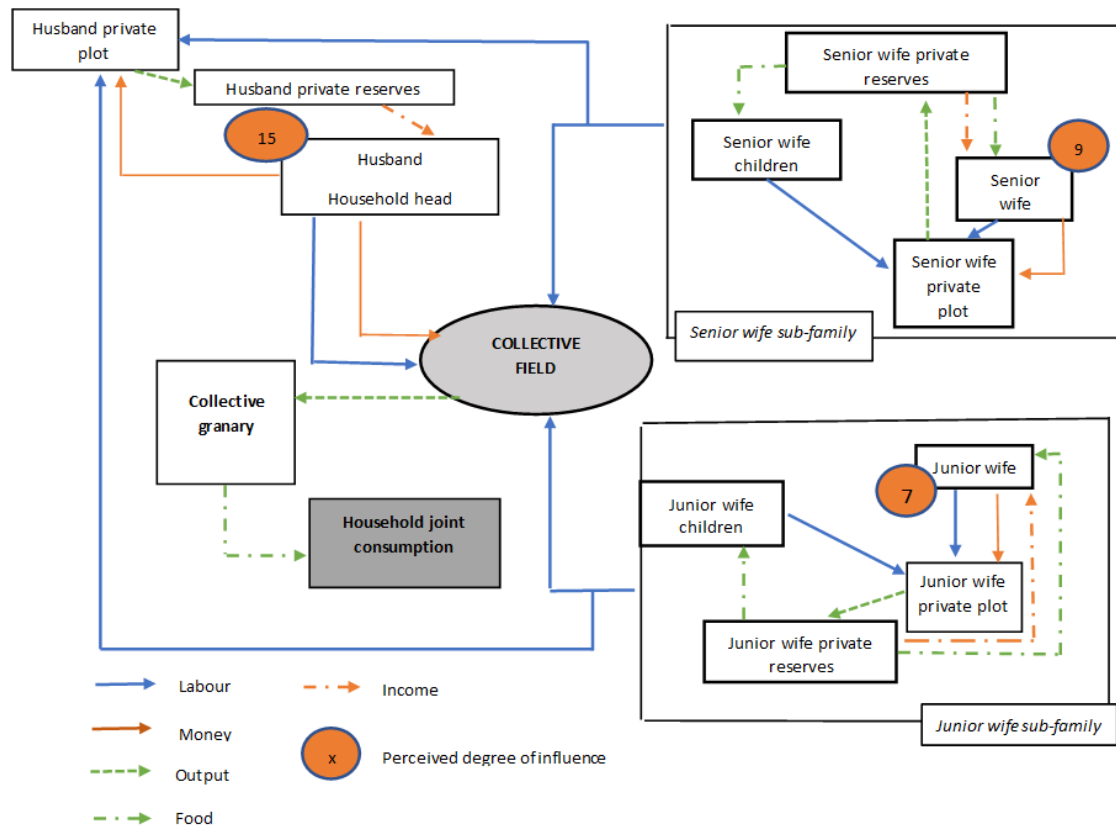 Husband private
plot
Husband private reserves
15
Husband
Household head
Senior wife private
reserves
Senior wife
children
9
Senior
wife
Senior wife
private
plot
Senior wife sub-family
COLLECTIVE
FIELD
Collective
granary
Household joint
consumption
Junior wife
7
Junior wife
children
Junior wife
private plot
Junior wife private
reserves
Junior wife sub-family
Labour
Income
Money
x
Perceived degree of influence
Output
Food